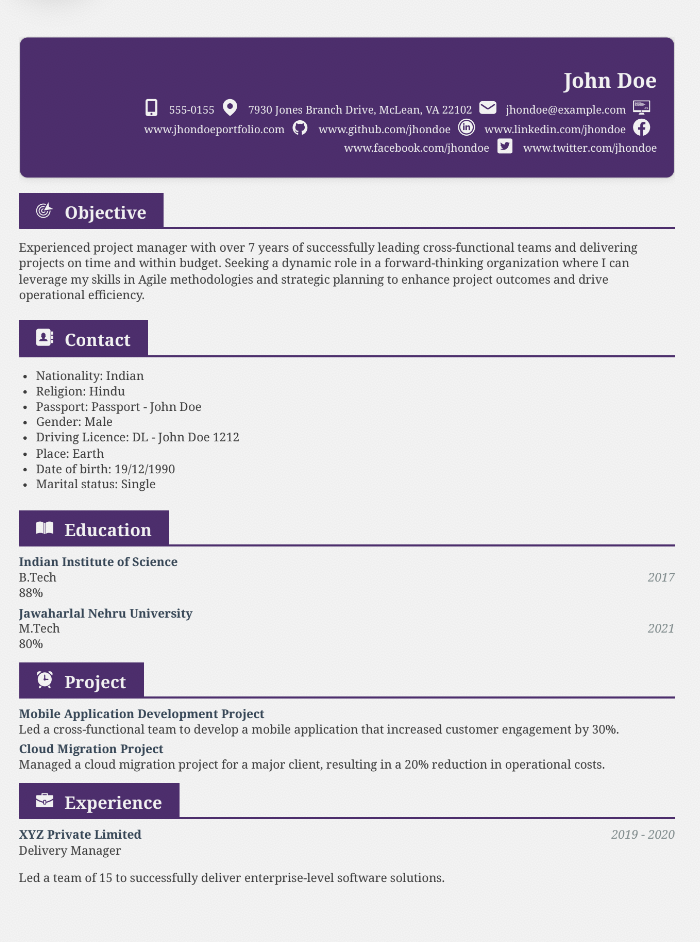 John Doe
555-0155 7930 Jones Branch Drive, McLean, VA 22102 jhondoe@example.com
www.jhondoeportfolio.com www.github.com/jhondoe www.linkedin.com/jhondoe
www.facebook.com/jhondoe www.twitter.com/jhondoe
Objective
Experienced project manager with over 7 years of successfully leading cross-functional teams and delivering
projects on time and within budget. Seeking a dynamic role in a forward-thinking organization where I can
leverage my skills in Agile methodologies and strategic planning to enhance project outcomes and drive
operational efficiency.
Contact
• Nationality: Indian
• Religion: Hindu
• Passport: Passport - John Doe
• Gender: Male
• Driving Licence: DL - John Doe 1212
• Place: Earth
• Date of birth: 19/12/1990
• Marital status: Single
Education
Indian Institute of Science
B.Tech 2017
88%
Jawaharlal Nehru University
M.Tech 2021
80%
Project
Mobile Application Development Project
Led a cross-functional team to develop a mobile application that increased customer engagement by 30%.
Cloud Migration Project
Managed a cloud migration project for a major client, resulting in a 20% reduction in operational costs.
Experience
XYZ Private Limited 2019 - 2020
Delivery Manager
Led a team of 15 to successfully deliver enterprise-level software solutions.